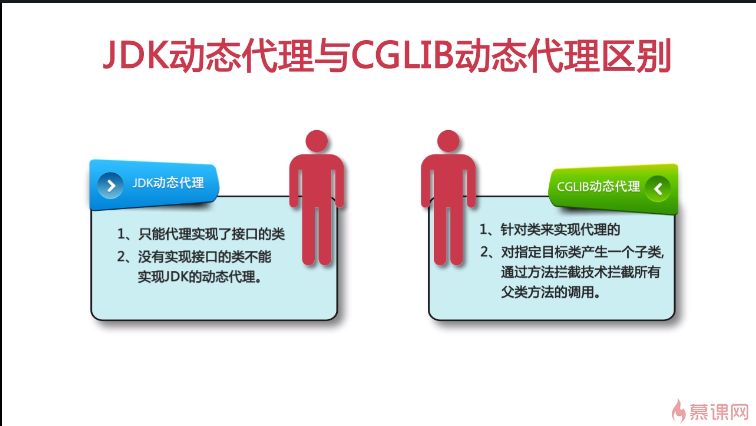 JDK动态代理与CGLIB动态代理区别
JDK动态代理
1、只能代理实现了接口的类
2、没有实现接口的类不能
实现JDK的动态代理。
CGLIB动态代理
1、针对类来实现代理的
2、对指定目标类产生一个子类,
通过方法拦截技术拦截所有
父类方法的调用。
慕课网